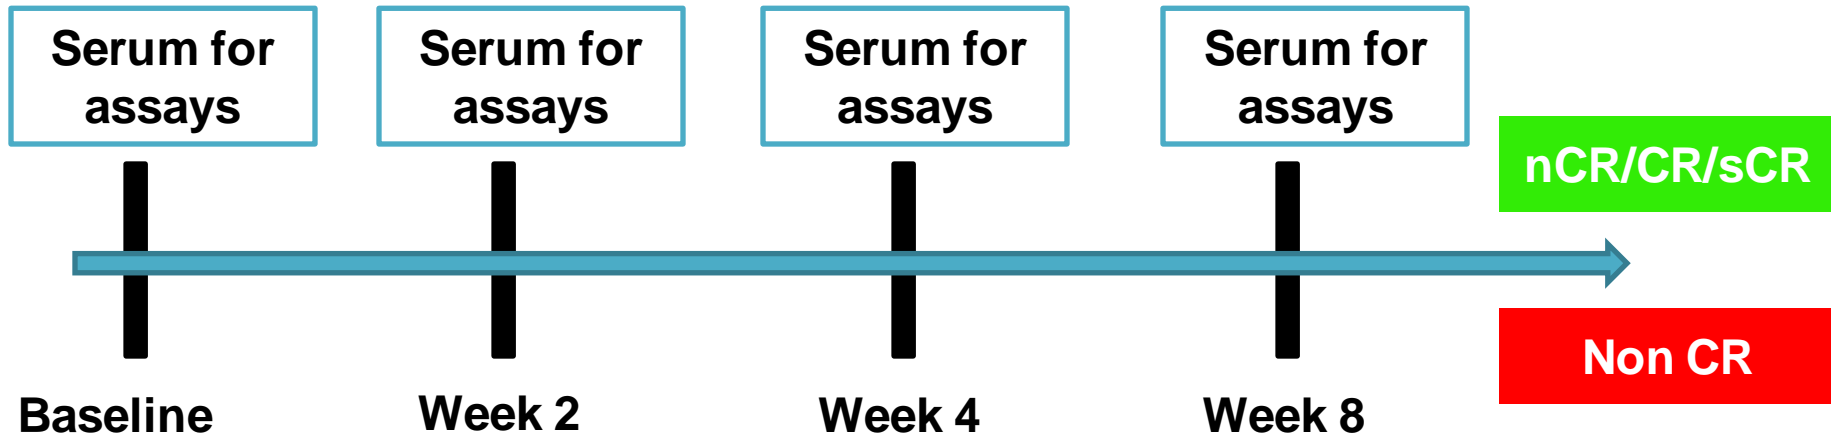 Serum for
assays
Serum for
assays
Serum for
assays
Serum for
assays
nCR/CR/sCR
Non CR
Baseline
Week 2
Week 4
Week 8